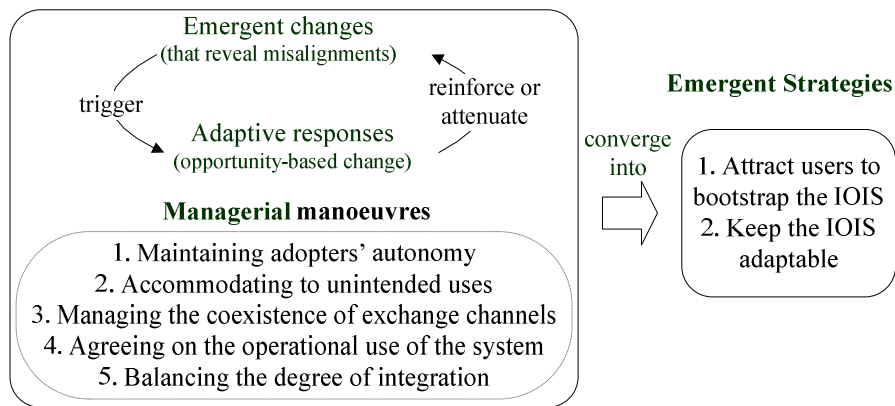 Emergent changes
(that reveal misalignments)
trigger
reinforce or
attenuate
Adaptive responses
(opportunity-based change)
Managerial manoeuvres
1. Maintaining adopters’ autonomy
2. Accommodating to unintended uses
3. Managing the coexistence of exchange channels
4. Agreeing on the operational use of the system
5. Balancing the degree of integration
converge
into
Emergent Strategies
1. Attract users to
bootstrap the IOIS
2. Keep the IOIS
adaptable